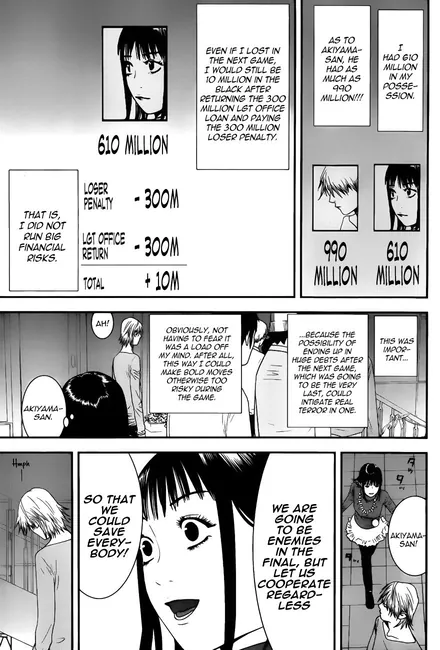 I
HAD 610
MILLION
IN MY
POSSE-
SSION.
AS TO
AKIYAMA-
SAN, HE
HAD AS
MUCH AS
990
MILLION!!!
990
MILLION
610
MILLION
EVEN IF I LOST IN
THE NEXT GAME,
I WOULD STILL BE
10 MILLION IN
THE BLACK AFTER
RETURNING THE 300
MILLION LGT OFFICE
LOAN AND PAYING
THE 300 MILLION
LOSER PENALTY.
610 MILLION
LOSER
PENALTY - 300M
LGT OFFICE
RETURN - 300M
TOTAL + 10M
THAT IS,
I DID NOT
RUN BIG
FINANCIAL
RISKS.
THIS WAS
IMPOR-
TANT...
...BECAUSE THE
POSSIBILITY OF
ENDING UP IN
HUGE DEBTS AFTER
THE NEXT GAME,
WHICH WAS GOING
TO BE THE VERY
LAST, COULD
INTIGATE REAL
TERROR IN ONE.
OBVIOUSLY, NOT
HAVING TO FEAR IT
WAS A LOAD OFF
MY MIND. AFTER ALL,
THIS WAY I COULD
MAKE BOLD MOVES
OTHERWISE TOO
RISKY DURING
THE GAME.
AH!
AKIYAMA-
SAN.
AKIYAMA-
SAN!
WE ARE
GOING
TO BE
ENEMIES
IN THE
FINAL, BUT
LET US
COOPERATE
REGARD-
LESS
SO THAT
WE
COULD
SAVE
EVERY-
BODY!
Hmph